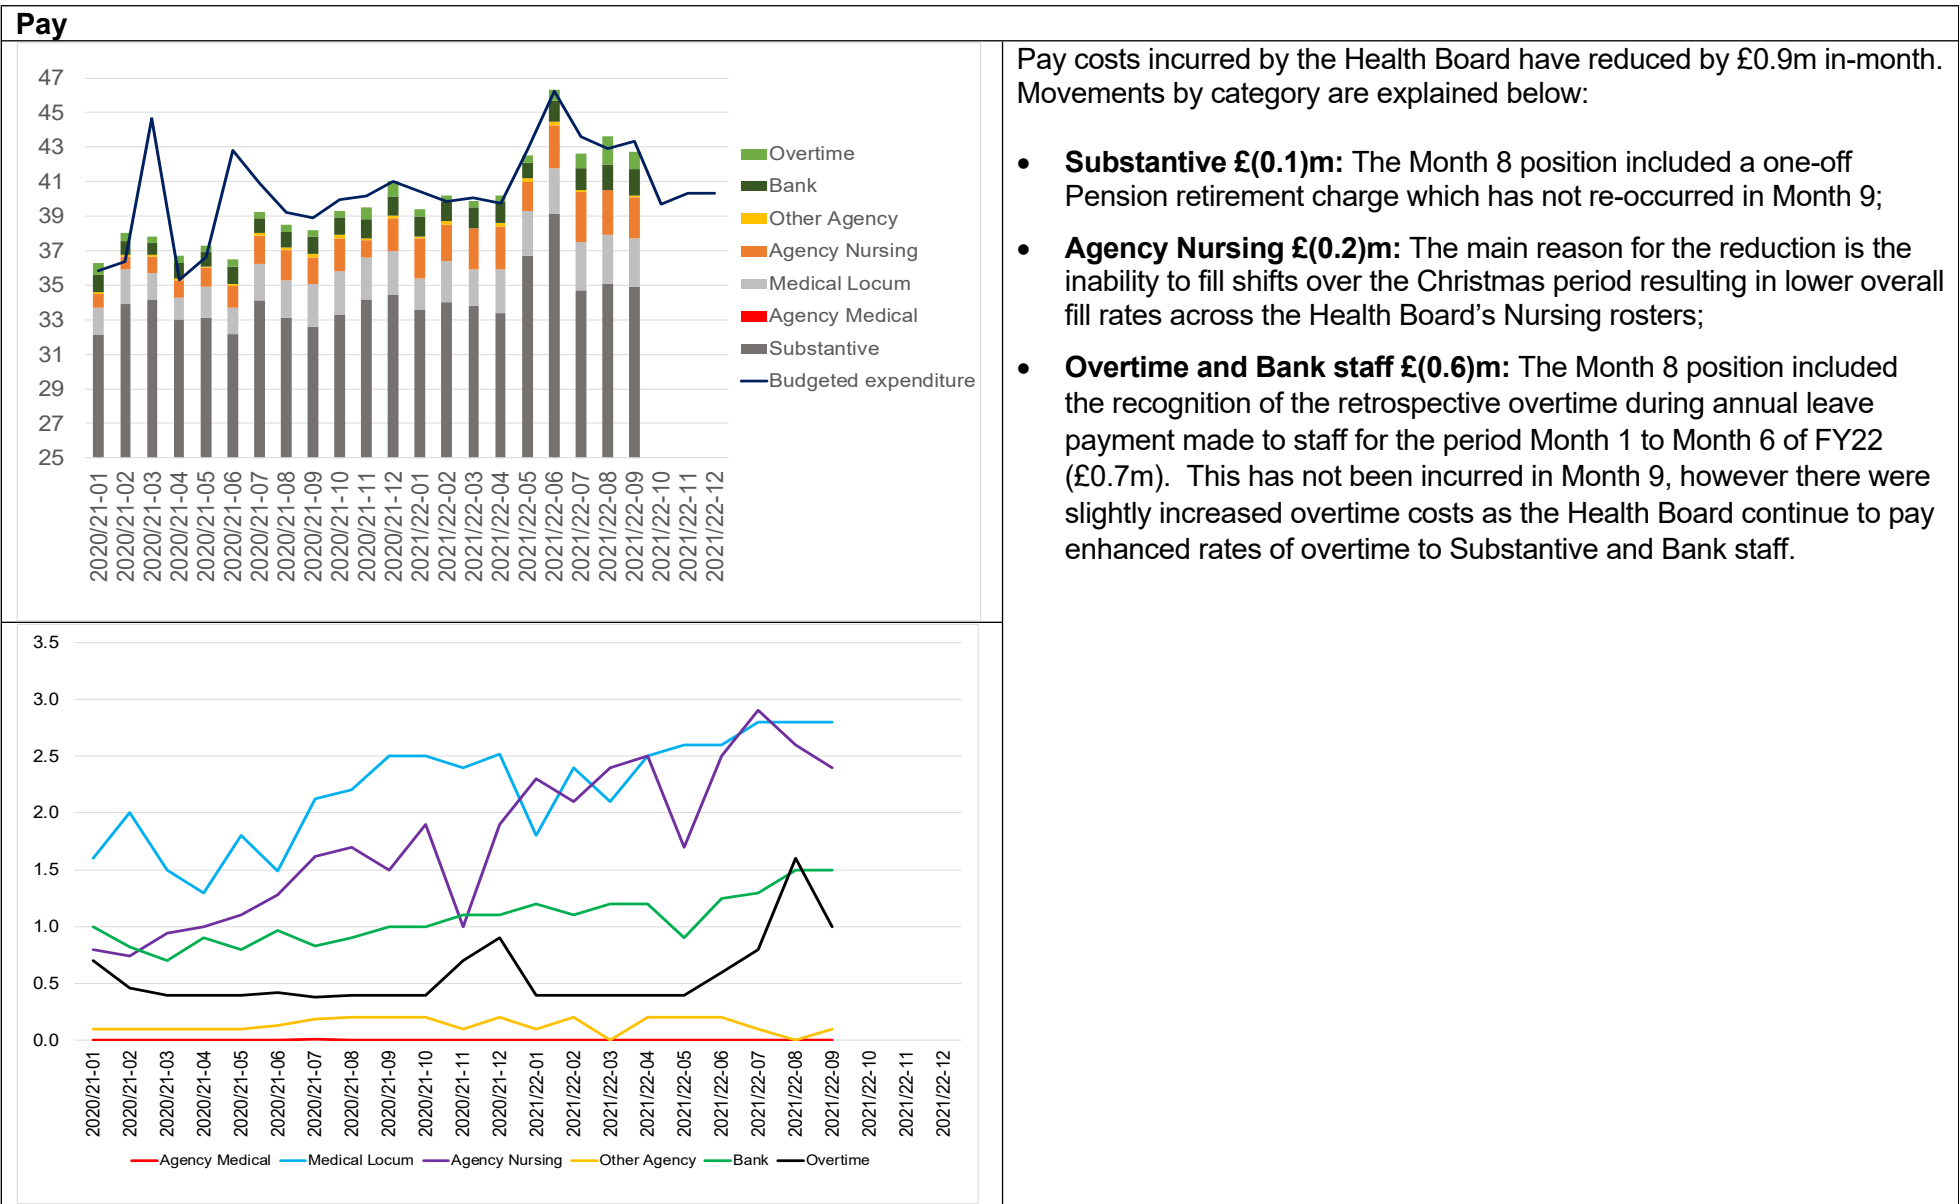 Pay
47
45
43
41
39
37
35
33
31
29
27
25
2020/21-01
2020/21-02
2020/21-03
2020/21-04
2020/21-05
2020/21-06
2020/21-07
2020/21-08
2020/21-09
2020/21-10
2020/21-11
2020/21-12
2021/22-01
2021/22-02
2021/22-03
2021/22-04
2021/22-05
2021/22-06
2021/22-07
2021/22-08
2021/22-09
2021/22-10
2021/22-11
2021/22-12
Overtime
Bank
Other Agency
Agency Nursing
Medical Locum
Agency Medical
Substantive
Budgeted expenditure
Pay costs incurred by the Health Board have reduced by £0.9m in-month.
Movements by category are explained below:
• Substantive £(0.1)m: The Month 8 position included a one-off
Pension retirement charge which has not re-occurred in Month 9;
• Agency Nursing £(0.2)m: The main reason for the reduction is the
inability to fill shifts over the Christmas period resulting in lower overall
fill rates across the Health Board's Nursing rosters;
• Overtime and Bank staff £(0.6)m: The Month 8 position included
the recognition of the retrospective overtime during annual leave
payment made to staff for the period Month 1 to Month 6 of FY22
(£0.7m). This has not been incurred in Month 9, however there were
slightly increased overtime costs as the Health Board continue to pay
enhanced rates of overtime to Substantive and Bank staff.
3.5
3.0
2.5
2.0
1.5
1.0
0.5
0.0
2020/21-01
2020/21-02
2020/21-03
2020/21-04
2020/21-05
2020/21-06
2020/21-07
2020/21-08
2020/21-09
2020/21-10
2020/21-11
2020/21-12
2021/22-01
2021/22-02
2021/22-03
2021/22-04
2021/22-05
2021/22-06
2021/22-07
2021/22-08
2021/22-09
2021/22-10
2021/22-11
2021/22-12
Agency Medical Medical Locum Agency Nursing Other Agency Bank Overtime